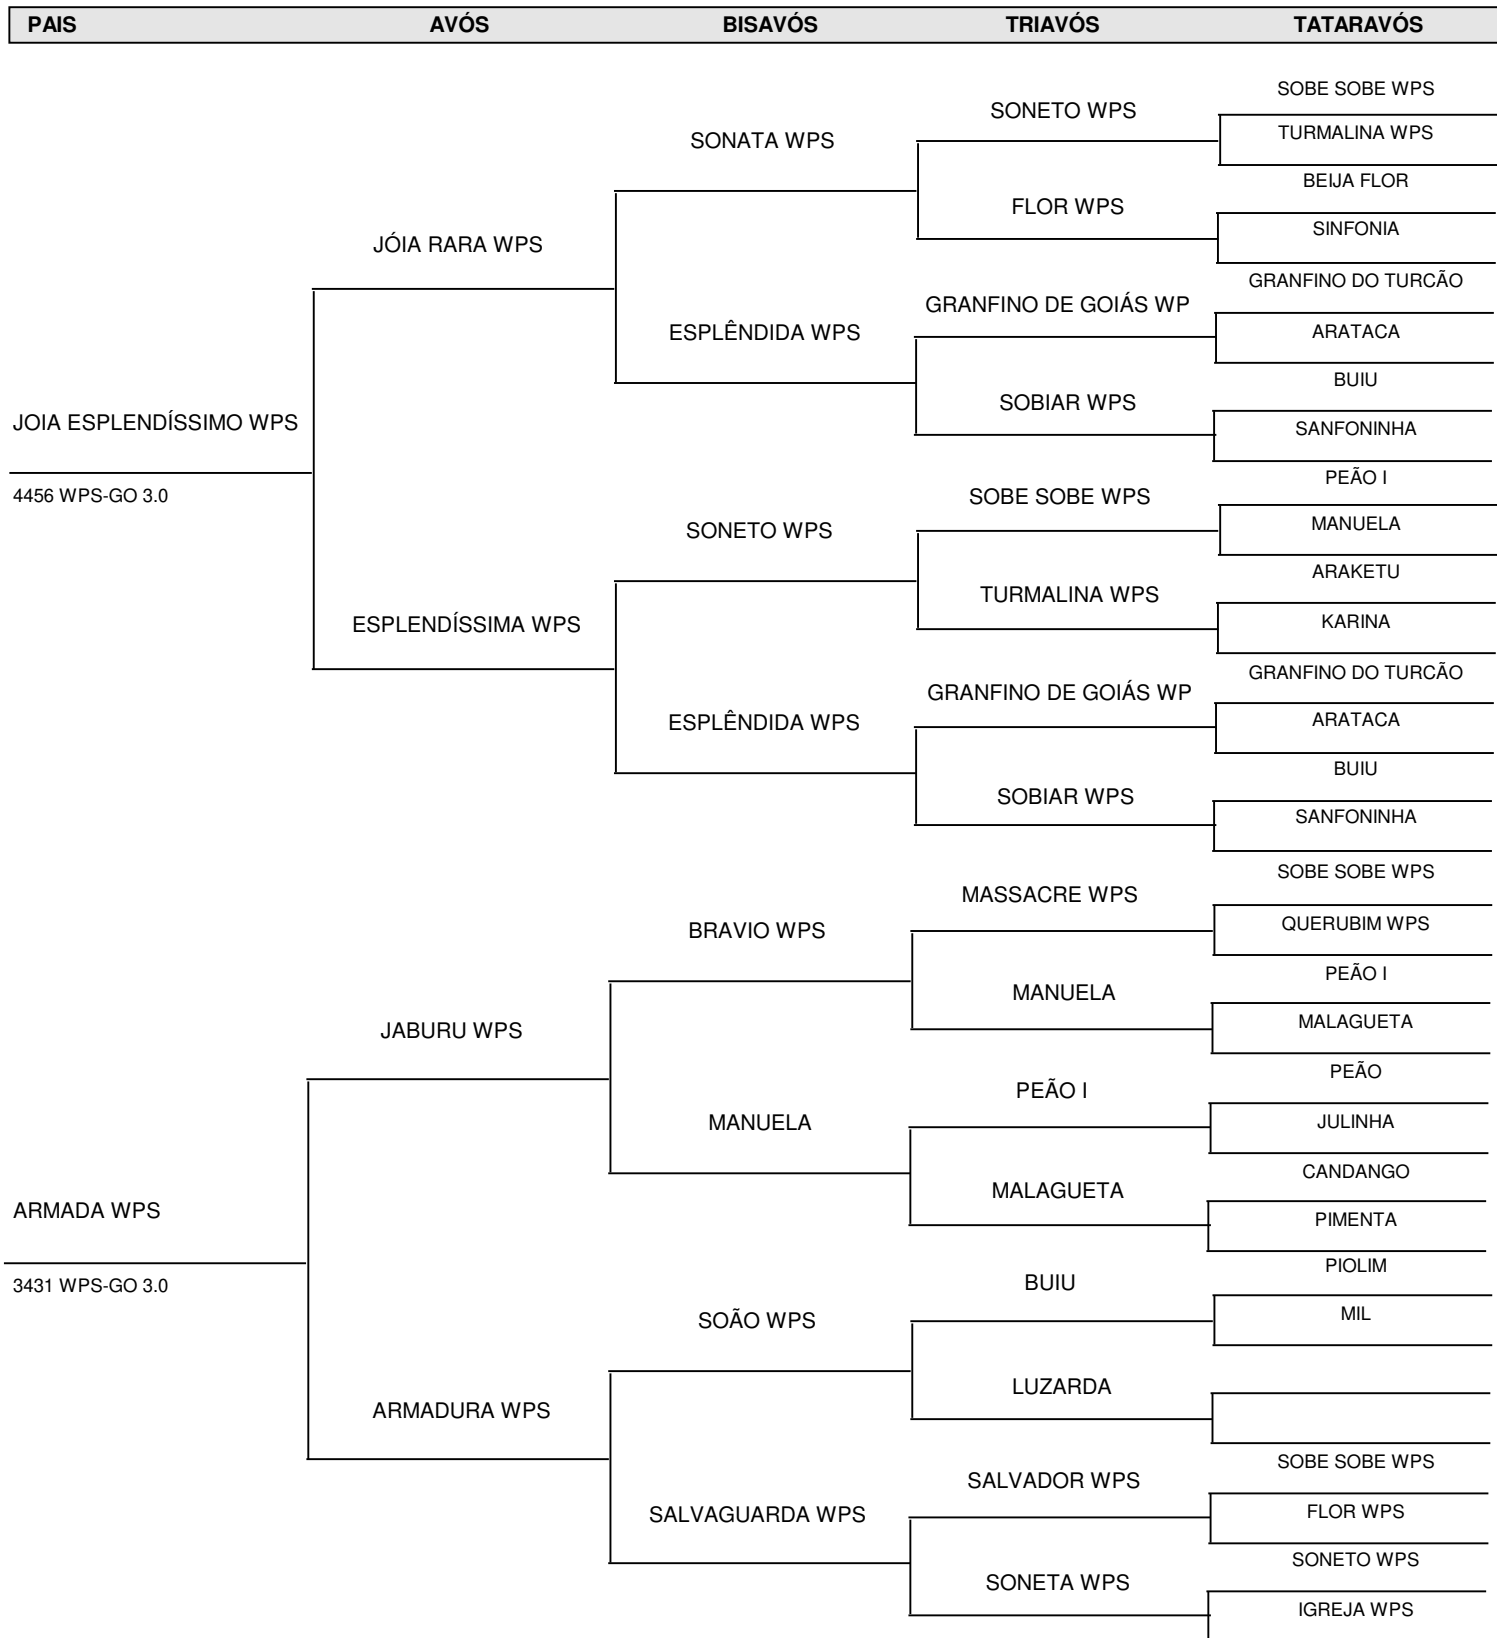 PAIS AVÓS BISAVÓS TRIAVÓS TATARAVÓS
SOBE SOBE WPS
SONETO WPS
TURMALINA WPS
SONATA WPS
BEIJA FLOR
FLOR WPS
SINFONIA
JÓIA RARA WPS
GRANFINO DO TURCÃO
GRANFINO DE GOIÁS WP
ARATACA
ESPLÊNDIDA WPS
BUIU
SOBIAR WPS
SANFONINHA
JOIA ESPLENDÍSSIMO WPS
4456 WPS-GO 3.0
PEÃO I
SOBE SOBE WPS
MANUELA
SONETO WPS
ARAKETU
TURMALINA WPS
KARINA
ESPLENDÍSSIMA WPS
GRANFINO DO TURCÃO
GRANFINO DE GOIÁS WP
ARATACA
ESPLÊNDIDA WPS
BUIU
SOBIAR WPS
SANFONINHA
SOBE SOBE WPS
MASSACRE WPS
QUERUBIM WPS
BRAVIO WPS
PEÃO I
MANUELA
MALAGUETA
JABURU WPS
PEÃO
PEÃO I
JULINHA
MANUELA
CANDANGO
MALAGUETA
PIMENTA
ARMADA WPS
3431 WPS-GO 3.0
PIOLIM
BUIU
MIL
SOÃO WPS
LUZARDA
ARMADURA WPS
SOBE SOBE WPS
SALVADOR WPS
FLOR WPS
SALVAGUARDA WPS
SONETO WPS
SONETA WPS
IGREJA WPS